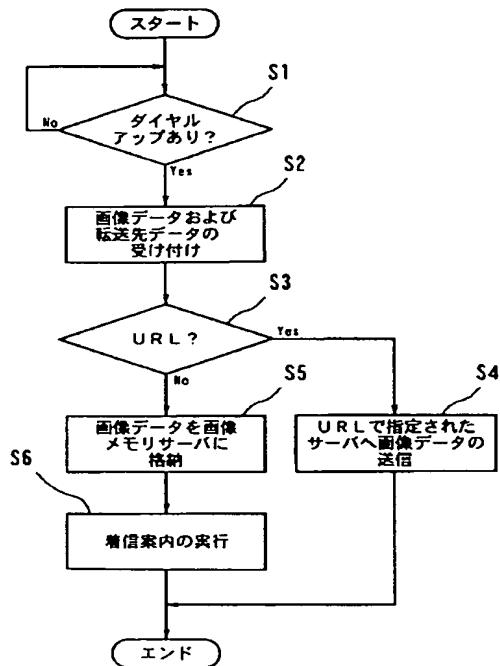 スタート
S1
ダイヤル
アップあり？
No
Yes
S2
画像データおよび
転送先データの
受け付け
S3
ＵＲＬ？
Yes
No
S5
S4
画像データを画像
メモリサーバに
格納
ＵＲＬで指定された
サーバへ画像データの
送信
S6
着信案内の実行
エンド